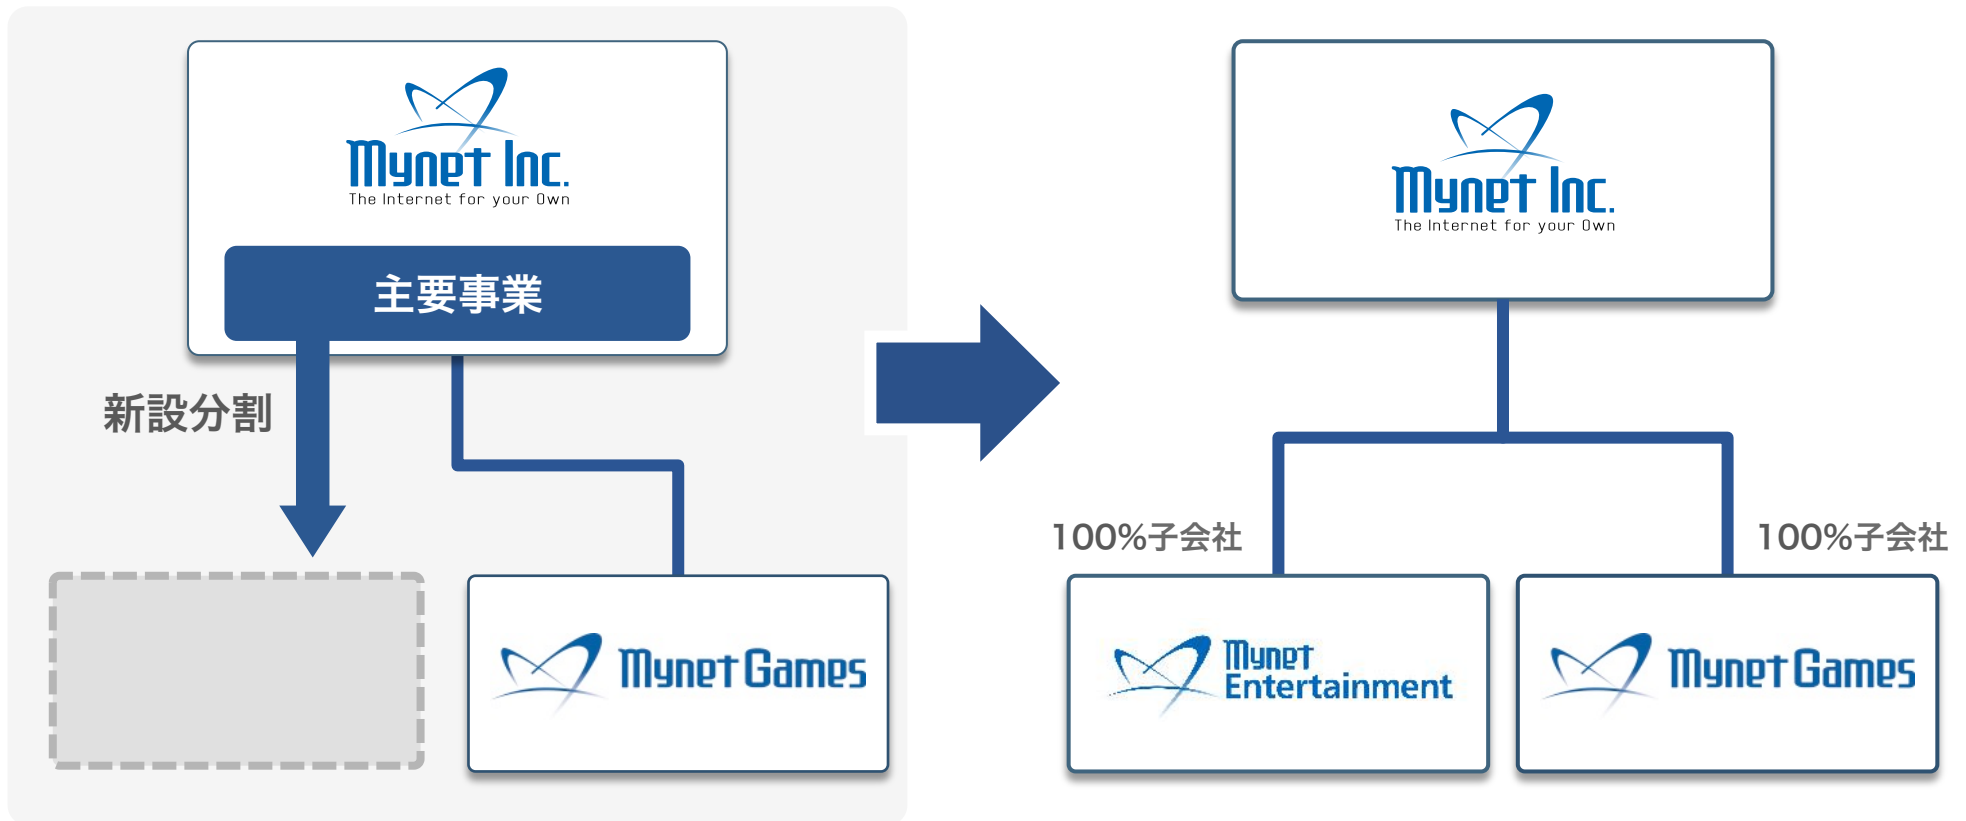 Mynet Inc.
The Internet for your Own
主要事業
新設分割
Mynet Games
Mynet Inc.
The Internet for your Own
100%子会社
100%子会社
Mynet
Entertainment
Mynet Games